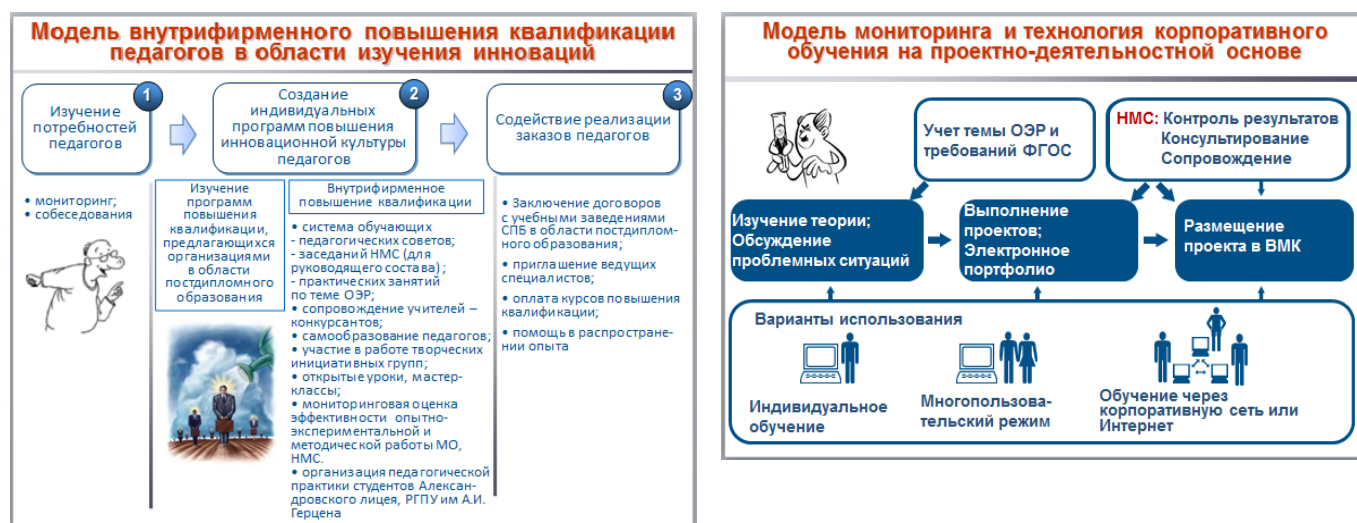 Модель внутрифирменного повышения квалификации
педагогов в области изучения инноваций
1
Изучение
потребностей
педагогов
2
Создание
индивидуальных
программ повышения
инновационной культуры
педагогов
3
Содействие реализации
заказов педагогов
• мониторинг;
• собеседования
Изучение
программ
повышения
квалификации,
предлагающихся
организациями
в области
постдипломного
образования
Внутрифирменное
повышение квалификации
• система обучающих
- педагогических советов;
- заседаний НМС (для
руководящего состава) ;
- практических занятий
по теме ОЭР;
• сопровождение учителей –
конкурсантов;
• самообразование педагогов;
• участие в работе творческих
инициативных групп;
• открытые уроки, мастер-
классы;
• мониторинговая оценка
эффективности опытно-
экспериментальной и
методической работы МО,
НМС.
• организация педагогической
практики студентов Алексан-
дровского лицея, РГПУ им А.И.
Герцена
• Заключение договоров
с учебными заведениями
СПБ в области постдиплом-
ного образования;
• приглашение ведущих
специалистов;
• оплата курсов повышения
квалификации;
• помощь в распростране-
нии опыта
Модель мониторинга и технология корпоративного
обучения на проектно-деятельностной основе
Учет темы ОЭР и
требований ФГОС
НМС: Контроль результатов
Консультирование
Сопровождение
Изучение теории;
Обсуждение
проблемных ситуаций
Выполнение
проектов;
Электронное
портфолио
Размещение
проекта в ВМК
Варианты использования
Индивидуальное
обучение
Многопользова-
тельский режим
Обучение через
корпоративную сеть или
Интернет